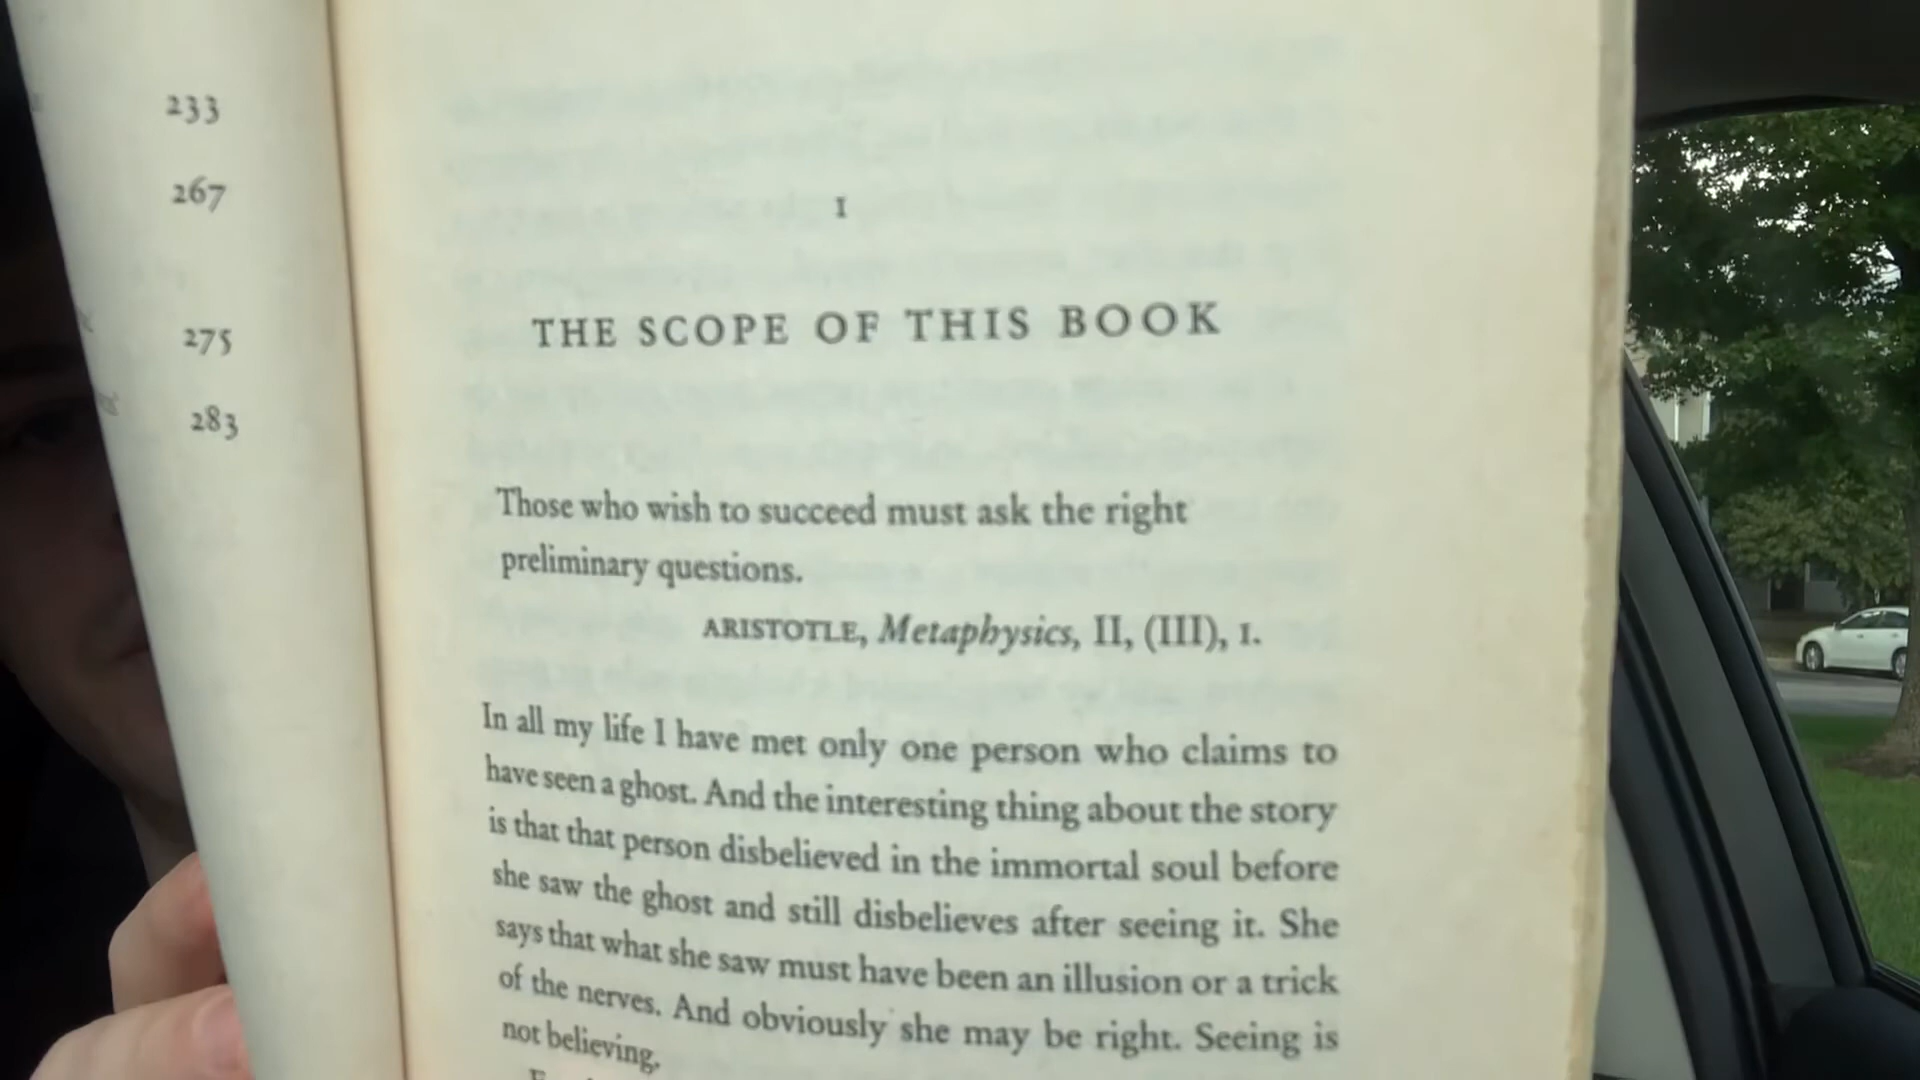 233
267
275
283
I
THE SCOPE OF THIS BOOK
Those who wish to succeed must ask the right
preliminary questions.
ARISTOTLE, Metaphysics, II, (III), I.
In all my life I have met only one person who claims to
have seen a ghost. And the interesting thing about the story
is that that person disbelieved in the immortal soul before
she saw the ghost and still disbelieves after seeing it. She
says that what she saw must have been an illusion or a trick
of the nerves. And obviously she may be right. Seeing is
not believing.